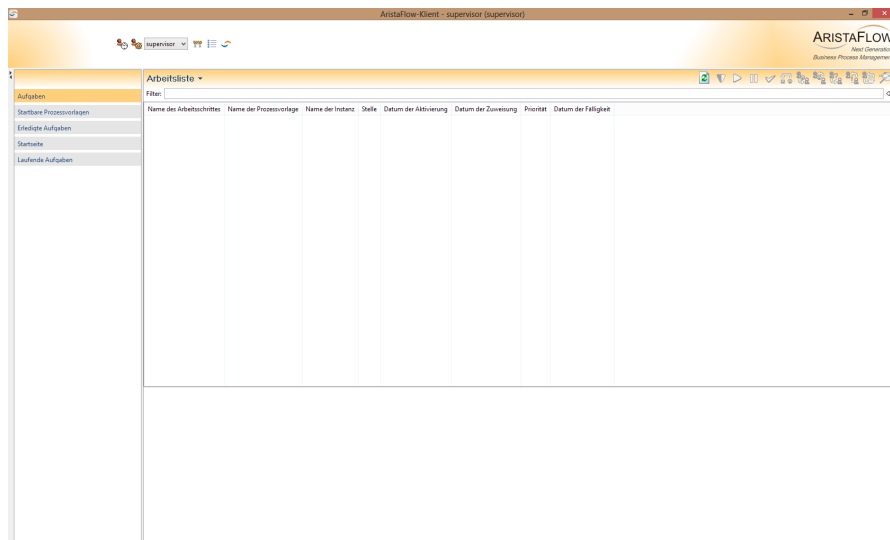 AristaFlow-Klient - supervisor (supervisor)
supervisor
ARISTAFLOW
Next Generation
Business Process Managemen
Arbeitsliste
Filter:
Aufgaben
Startbare Prozessvorlagen
Erledigte Aufgaben
Startseite
Laufende Aufgaben
Name des Arbeitsschrittes Name der Prozessvorlage Name der Instanz Stelle Datum der Aktivierung Datum der Zuweisung Priorität Datum der Fälligkeit